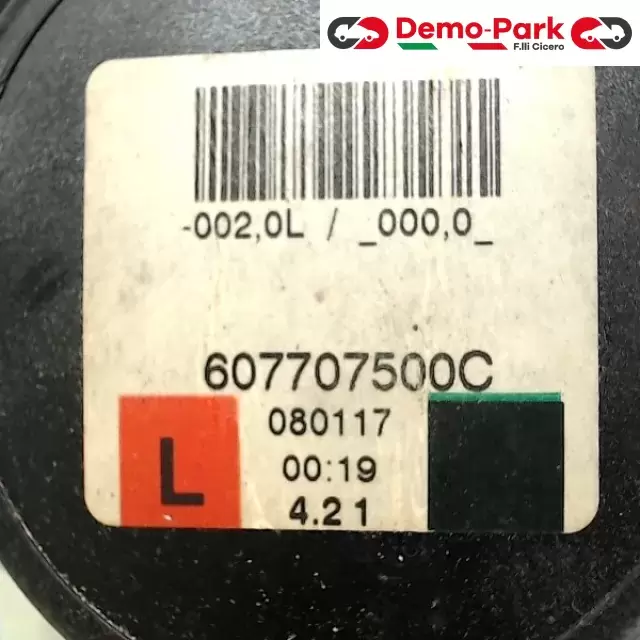 Demo-Park
F.lli Cicero
-002,0L / _000,0_
607707500C
080117
L
00:19
4.21